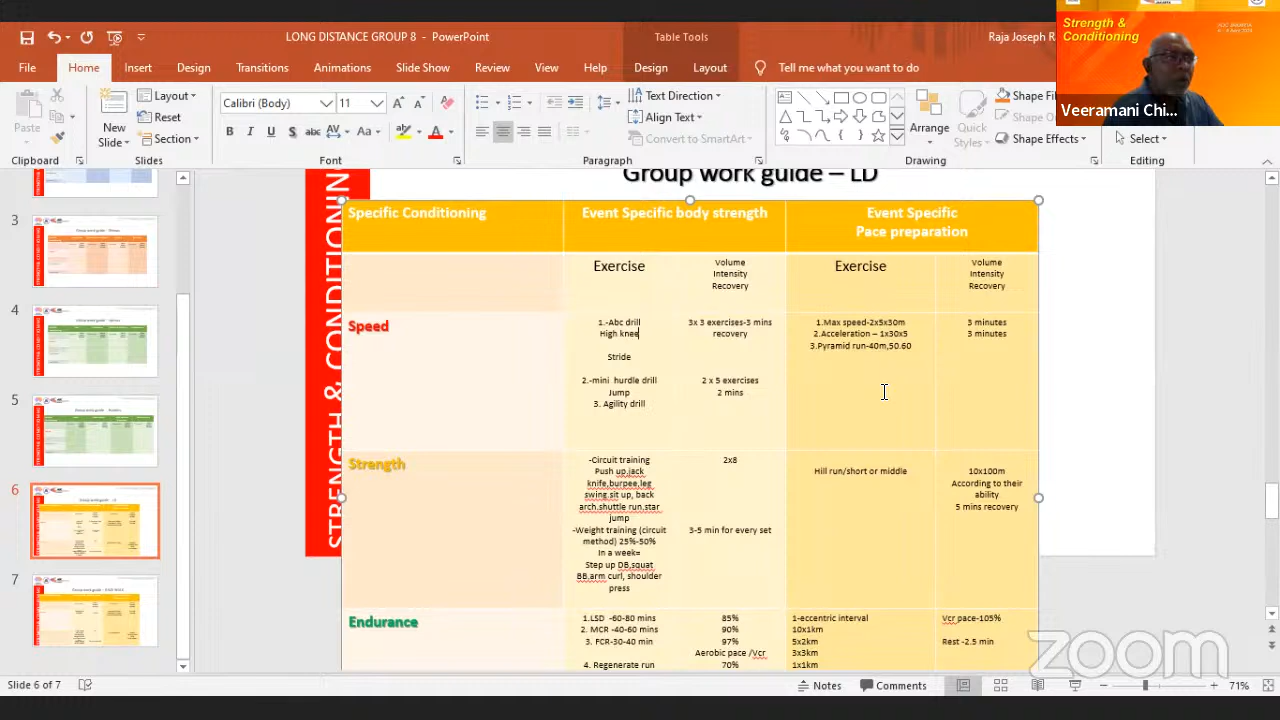 LONG DISTANCE GROUP 8 - PowerPoint
Table Tools
Raja Joseph R
File
Home
Insert
Design
Transitions
Animations
Slide Show
Review
View
Help
Design
Layout
Tell me what you want to do
Paste
Clipboard
New
Slides
Layout
Reset
Section
Slides
Calibri (Body)
11
Font
Text Direction
Align Text
Convert to SmartArt
Paragraph
Arrange
Quick
Styles
Shape Fi
Shape O
Shape Effects
Drawing
Select
Editing
Strength &
Conditioning
Veeramani Chi...
3
4
5
6
7
STRENGTH & CONDITIONING
Group work guide – LD
Specific Conditioning
Event Specific body strength
Event Specific
Pace preparation
Exercise
Volume
Intensity
Recovery
Exercise
Volume
Intensity
Recovery
Speed
1.-Abc drill
High knee
Stride
2.-mini hurdle drill
Jump
3. Agility drill
3x 3 exercises-3 mins
recovery
2 x 5 exercises
2 mins
1.Max speed-2x5x30m
2.Acceleration – 1x30x5
3.Pyramid run-40m,50.60
3 minutes
3 minutes
Strength
-Circuit training
Push up,jack
knife,burpee,leg
swing.sit up, back
arch.shuttle run,star
jump
-Weight training (circuit
method) 25%-50%
In a week=
Step up DB,squat
BB,arm curl, shoulder
press
2x8
3-5 min for every set
Hill run/short or middle
10x100m
According to their
ability
5 mins recovery
Endurance
1.LSD -60-80 mins
2. MCR -40-60 mins
3. FCR-30-40 min
4. Regenerate run
85%
90%
97%
Aerobic pace /Vcr
70%
1-eccentric interval
10x1km
5x2km
3x3km
1x1km
Vcr pace-105%
Rest -2.5 min
zoom
Slide 6 of 7
Notes
Comments
71%